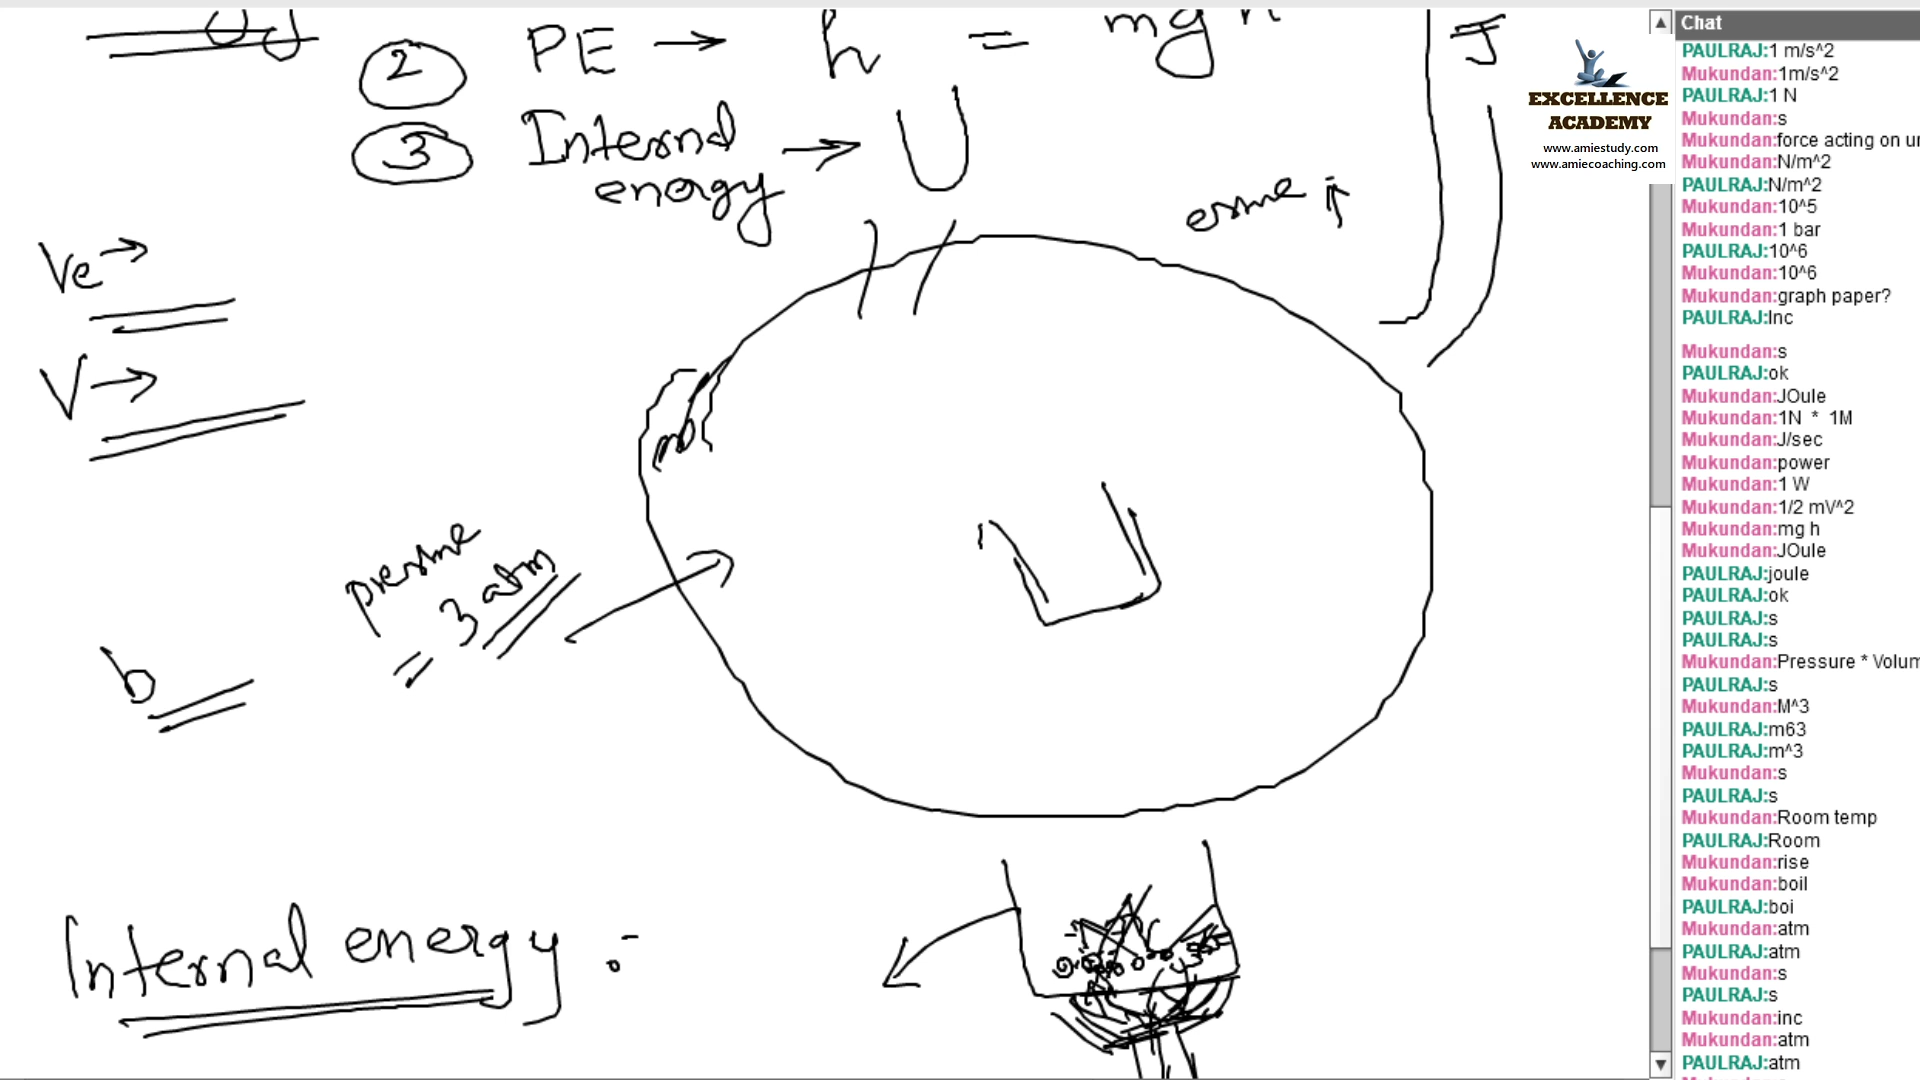 ② PE → h = mgh J
③ Internal energy → U
Ve →
V →
pressure
= 3 atm
b
U
Internal energy :
EXCELLENCE
ACADEMY
www.amiestudy.com
www.amiecoaching.com
Chat
PAULRAJ:1 m/s^2
Mukundan:1m/s^2
PAULRAJ:1 N
Mukundan:s
Mukundan:force acting on
Mukundan:N/m^2
PAULRAJ:N/m^2
Mukundan:10^5
Mukundan:1 bar
PAULRAJ:10^6
Mukundan:10^6
Mukundan:graph paper?
PAULRAJ:Inc
Mukundan:s
PAULRAJ:ok
Mukundan:JOule
Mukundan:1N * 1M
Mukundan:J/sec
Mukundan:power
Mukundan:1 W
Mukundan:1/2 mV^2
Mukundan:mg h
Mukundan:JOule
PAULRAJ:joule
PAULRAJ:ok
PAULRAJ:s
PAULRAJ:s
Mukundan:Pressure * Volum
PAULRAJ:s
Mukundan:M^3
PAULRAJ:m63
PAULRAJ:m^3
Mukundan:s
PAULRAJ:s
Mukundan:Room temp
PAULRAJ:Room
Mukundan:rise
Mukundan:boil
PAULRAJ:boi
Mukundan:atm
PAULRAJ:atm
Mukundan:s
PAULRAJ:s
Mukundan:inc
Mukundan:atm
PAULRAJ:atm